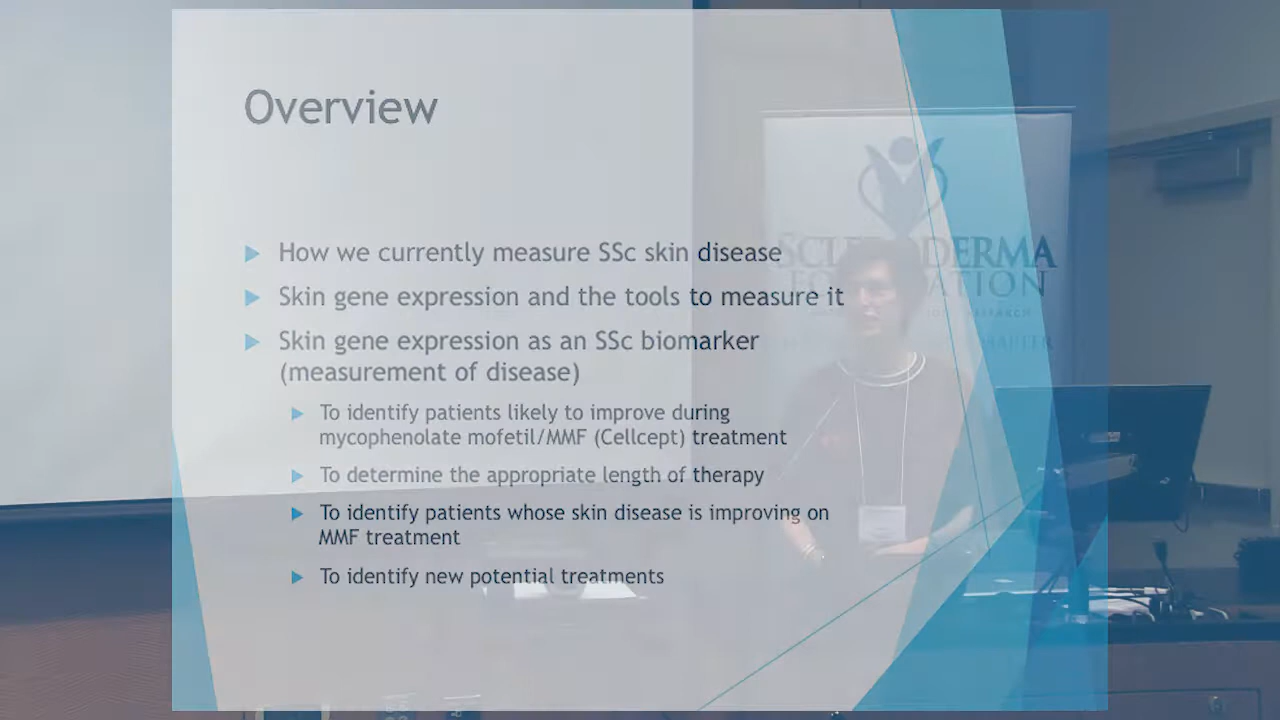 Overview
How we currently measure SSc skin disease
Skin gene expression and the tools to measure it
Skin gene expression as an SSc biomarker
(measurement of disease)
To identify patients likely to improve during
mycophenolate mofetil/MMF (Cellcept) treatment
To determine the appropriate length of therapy
To identify patients whose skin disease is improving on
MMF treatment
To identify new potential treatments
SCLERODERMA
FOUNDATION